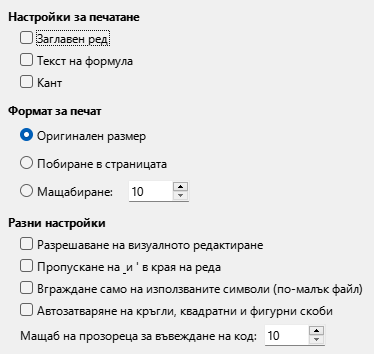 Настройки за печатане
Заглавен ред
Текст на формула
Кант
Формат за печат
Оригинален размер
Побиране в страницата
Мащабиране: 10
Разни настройки
Разрешаване на визуалното редактиране
Пропускане на _и ' в края на реда
Вграждане само на използваните символи (по-малък файл)
Автозатваряне на кръгли, квадратни и фигурни скоби
Мащаб на прозореца за въвеждане на код: 10